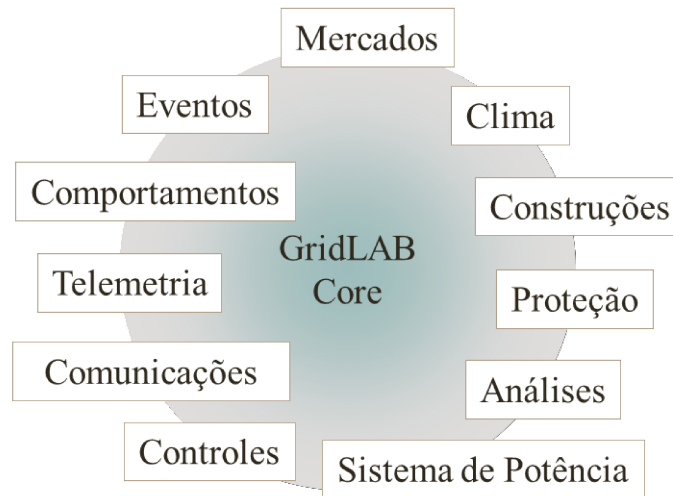 Mercados
Eventos
Clima
Comportamentos
Construções
GridLAB
Core
Telemetria
Proteção
Comunicações
Análises
Controles
Sistema de Potência